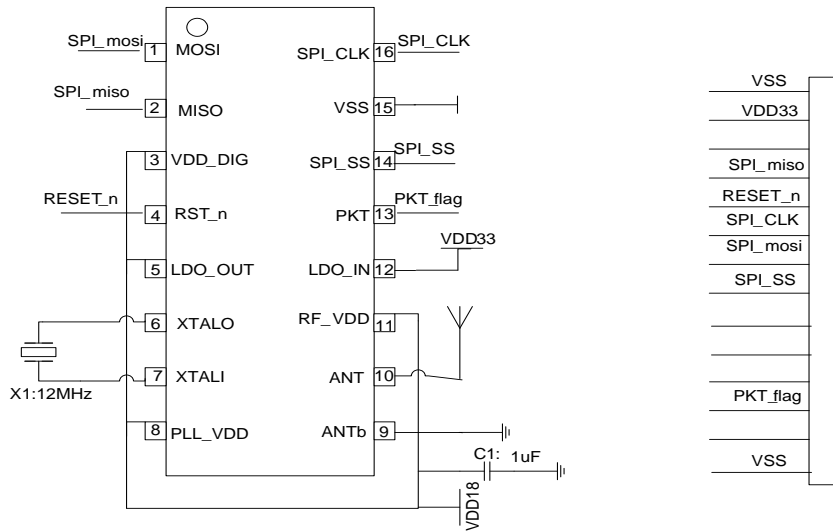 SPI_mosi 1 MOSI SPI_CLK 16 SPI_CLK
SPI_miso 2 MISO VSS 15
3 VDD_DIG SPI_SS 14 SPI_SS
RESET_n 4 RST_n PKT 13 PKT_flag
VDD33
5 LDO_OUT LDO_IN 12
6 XTALO RF_VDD 11
7 XTALI ANT 10
X1:12MHz
8 PLL_VDD ANTb 9
C1: 1uF
VDD18
VSS
VDD33
SPI_miso
RESET_n
SPI_CLK
SPI_mosi
SPI_SS
PKT_flag
VSS